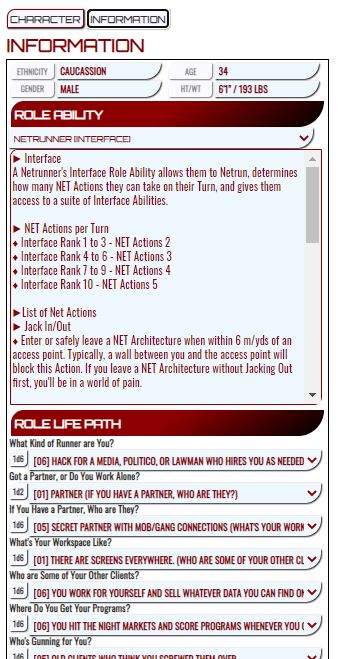 CHARACTER INFORMATION
INFORMATION
ETHNICITY CAUCASSION AGE 34
GENDER MALE HT/WT 6'1" / 193 LBS
ROLE ABILITY
NETRUNNER (INTERFACE)
► Interface
A Netrunner's Interface Role Ability allows them to Netrun, determines
how many NET Actions they can take on their Turn, and gives them
access to a suite of Interface Abilities.
► NET Actions per Turn
♦ Interface Rank 1 to 3 - NET Actions 2
♦ Interface Rank 4 to 6 - NET Actions 3
♦ Interface Rank 7 to 9 - NET Actions 4
♦ Interface Rank 10 - NET Actions 5
►List of Net Actions
► Jack In/Out
♦ Enter or safely leave a NET Architecture when within 6 m/yds of an
access point. Typically, a wall between you and the access point will
block this Action. If you leave a NET Architecture without Jacking Out
first, you'll be in a world of pain.
ROLE LIFE PATH
What Kind of Runner are You?
1d6 [06] HACK FOR A MEDIA, POLITICO, OR LAWMAN WHO HIRES YOU AS NEEDED
Got a Partner, or Do You Work Alone?
1d2 [01] PARTNER (IF YOU HAVE A PARTNER, WHO ARE THEY?)
If You Have a Partner, Who are They?
1d6 [05] SECRET PARTNER WITH MOB/GANG CONNECTIONS (WHATS YOUR WORK
What's Your Workspace Like?
1d6 [01] THERE ARE SCREENS EVERYWHERE. (WHO ARE SOME OF YOUR OTHER CL
Who are Some of Your Other Clients?
1d6 [06] YOU WORK FOR YOURSELF AND SELL WHATEVER DATA YOU CAN FIND ON
Where Do You Get Your Programs?
1d6 [06] YOU HIT THE NIGHT MARKETS AND SCORE PROGRAMS WHENEVER YOU C
Who's Gunning for You?
1d6 [05] OLD CLIENTS WHO THINK YOU SCREWED THEM OVER